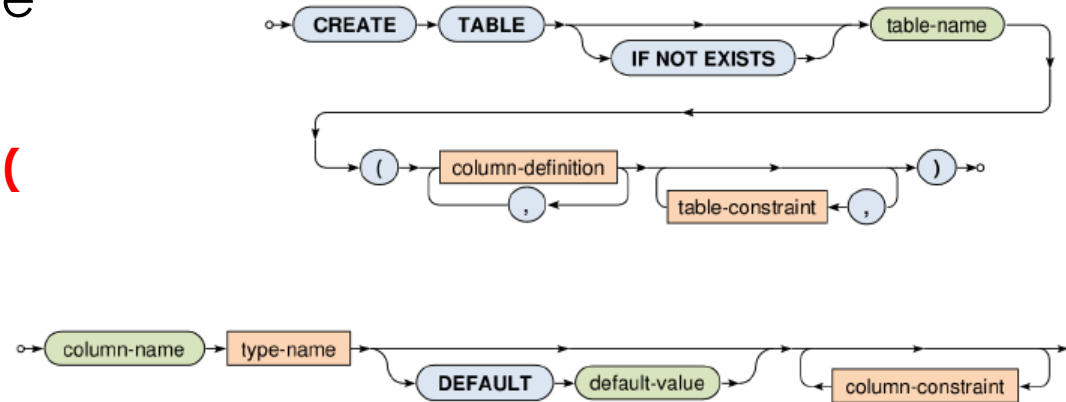 e
CREATE TABLE table-name
IF NOT EXISTS
(
( column-definition )
, table-constraint ,
column-name type-name
DEFAULT default-value
column-constraint